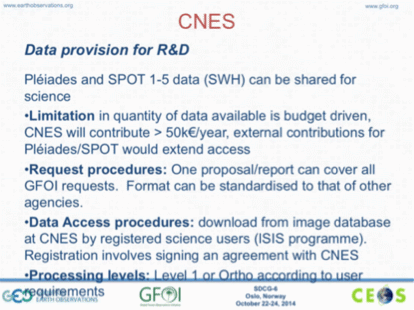 www.earthobservations.org
www.gfoi.org
CNES
Data provision for R&D
Pléiades and SPOT 1-5 data (SWH) can be shared for
science
•Limitation in quantity of data available is budget driven,
CNES will contribute > 50k€/year, external contributions for
Pléiades/SPOT would extend access
•Request procedures: One proposal/report can cover all
GFOI requests.  Format can be standardised to that of other
agencies.
•Data Access procedures: download from image database
at CNES by registered science users (ISIS programme).
Registration involves signing an agreement with CNES
•Processing levels: Level 1 or Ortho according to user
requirements
GEO
EARTH OBSERVATIONS
GFOI
SDCG-6
Oslo, Norway
October 22-24, 2014
CEOS